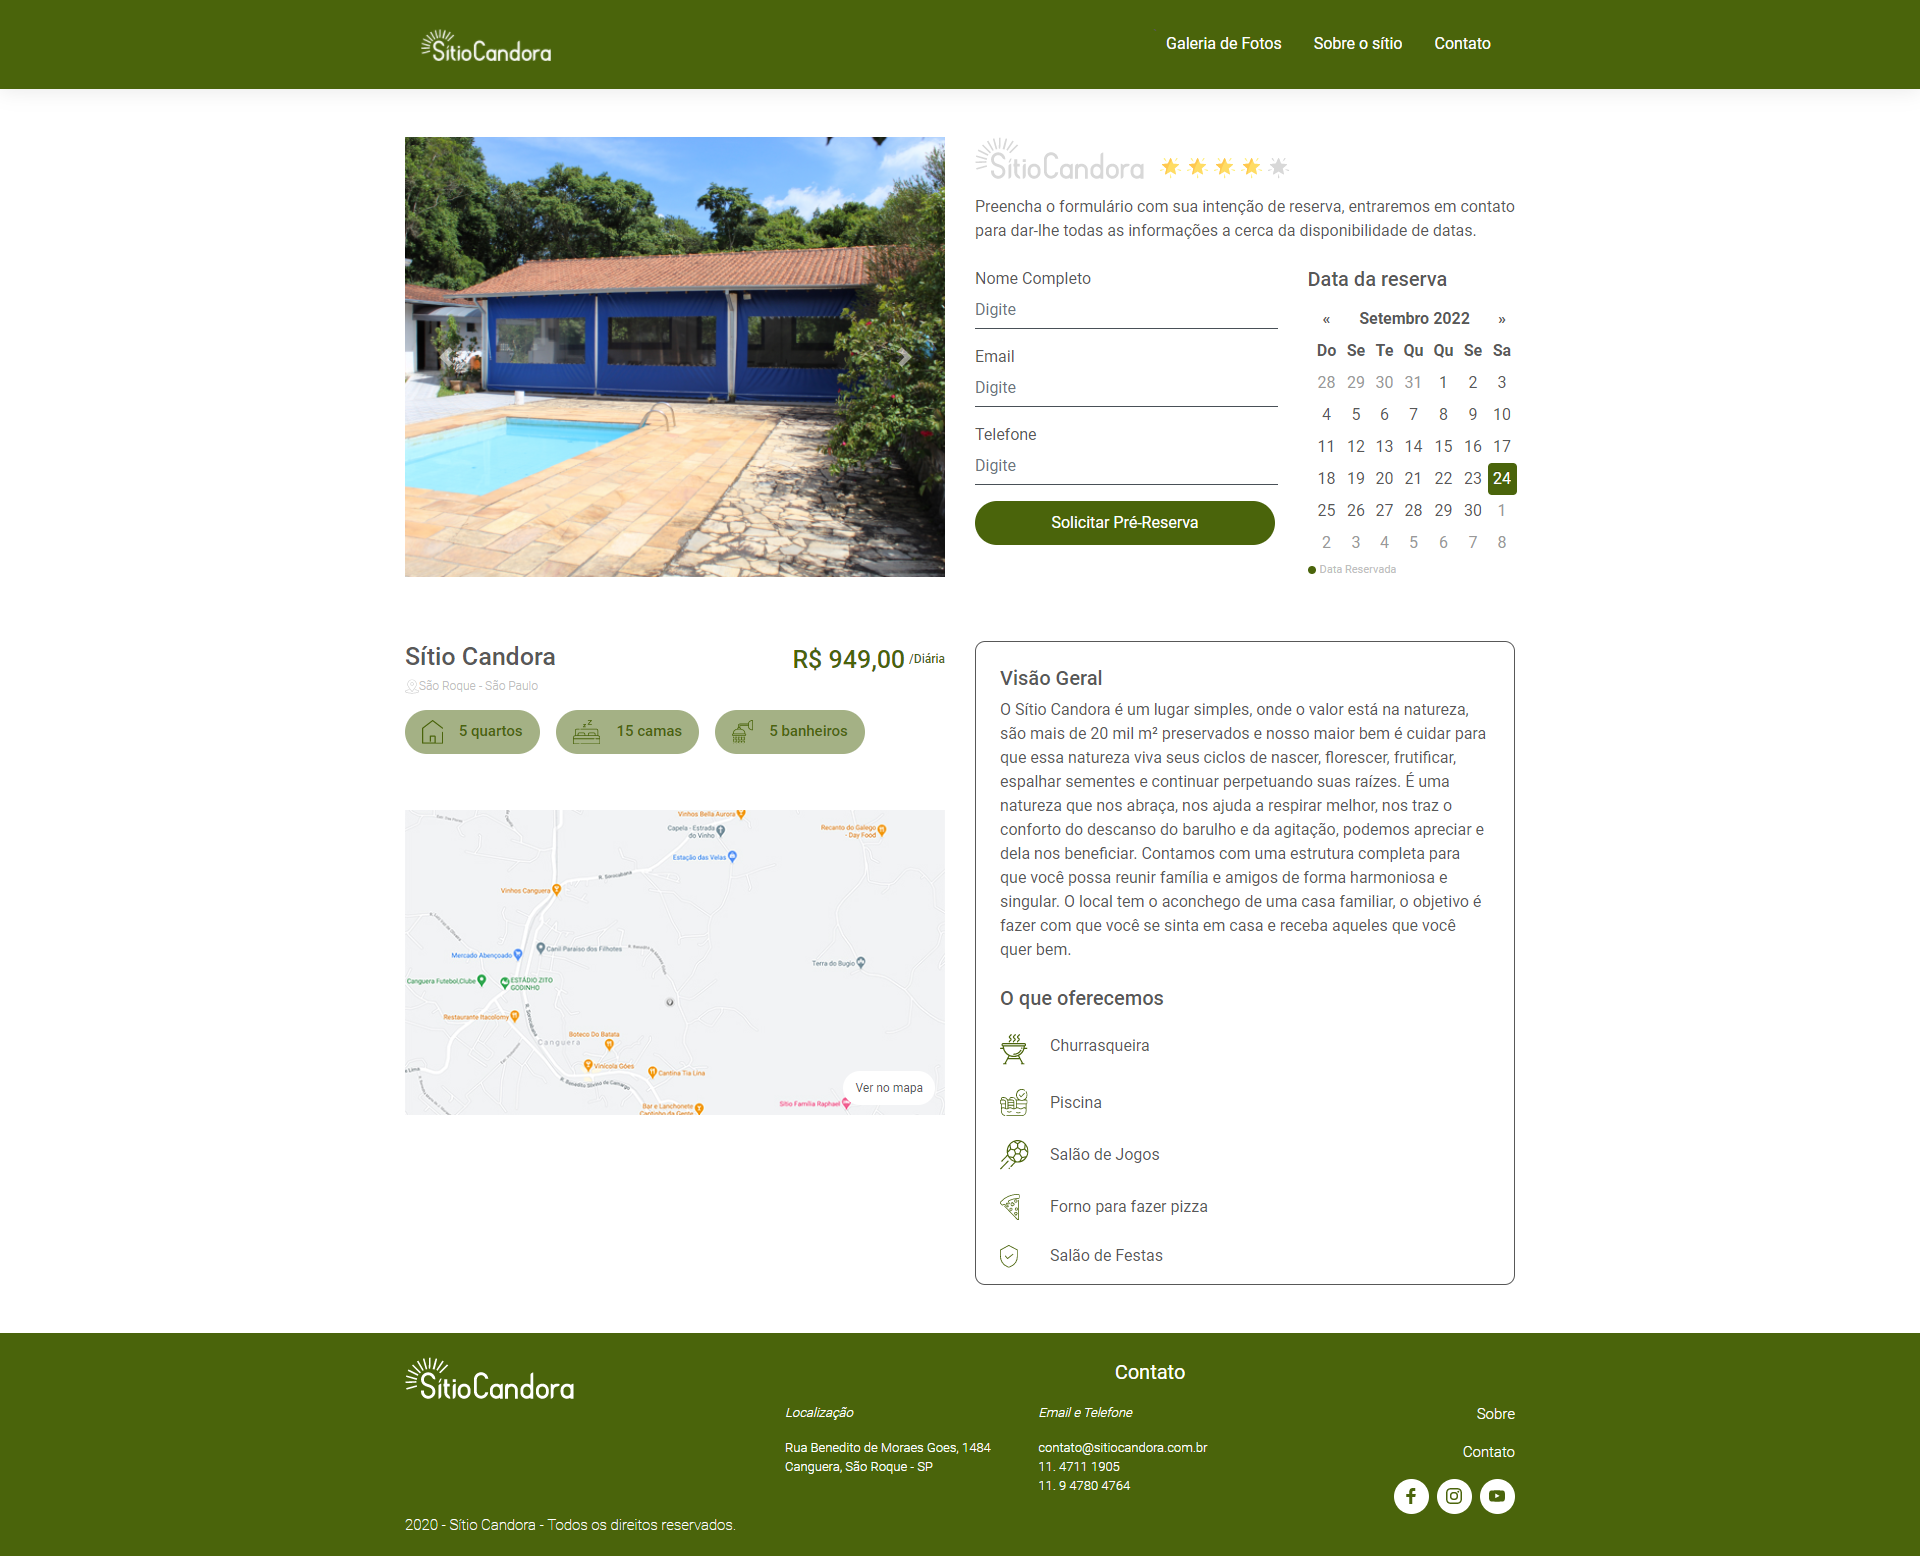 SítioCandora
Galeria de Fotos
Sobre o sítio
Contato
SítioCandora
Preencha o formulário com sua intenção de reserva, entraremos em contato
para dar-lhe todas as informações a cerca da disponibilidade de datas.
Nome Completo
Digite
Email
Digite
Telefone
Digite
Solicitar Pré-Reserva
Data da reserva
« Setembro 2022 »
Do Se Te Qu Qu Se Sa
28 29 30 31 1 2 3
4 5 6 7 8 9 10
11 12 13 14 15 16 17
18 19 20 21 22 23 24
25 26 27 28 29 30 1
2 3 4 5 6 7 8
Data Reservada
Sítio Candora
R$ 949,00 /Diária
São Roque - São Paulo
5 quartos
15 camas
5 banheiros
Vinhos Bella Aurora
Capela - Estrada
do Vinho
Recanto do Galego
- Day Food
Estação das Velas
R. Sorocabana
Vinhos Canguera
Canil Paraíso dos Filhotes
Mercado Abençoado
Terra do Bugio
Canguera Futebol.Clube
ESTÁDIO ZITO
GODINHO
R. Sorocabana
Restaurante Itacolomy
Boteco Do Batata
Canguera
Vinícola Góes
Cantina Tia Lina
R. Benedito Divino de Camargo
Bar e Lanchonete
Cantinho da Gente
Sítio Família Raphael
Ver no mapa
Visão Geral
O Sítio Candora é um lugar simples, onde o valor está na natureza,
são mais de 20 mil m² preservados e nosso maior bem é cuidar para
que essa natureza viva seus ciclos de nascer, florescer, frutificar,
espalhar sementes e continuar perpetuando suas raízes. É uma
natureza que nos abraça, nos ajuda a respirar melhor, nos traz o
conforto do descanso do barulho e da agitação, podemos apreciar e
dela nos beneficiar. Contamos com uma estrutura completa para
que você possa reunir família e amigos de forma harmoniosa e
singular. O local tem o aconchego de uma casa familiar, o objetivo é
fazer com que você se sinta em casa e receba aqueles que você
quer bem.
O que oferecemos
Churrasqueira
Piscina
Salão de Jogos
Forno para fazer pizza
Salão de Festas
SítioCandora
Contato
Localização
Rua Benedito de Moraes Goes, 1484
Canguera, São Roque - SP
Email e Telefone
contato@sitiocandora.com.br
11. 4711 1905
11. 9 4780 4764
Sobre
Contato
2020 - Sítio Candora - Todos os direitos reservados.